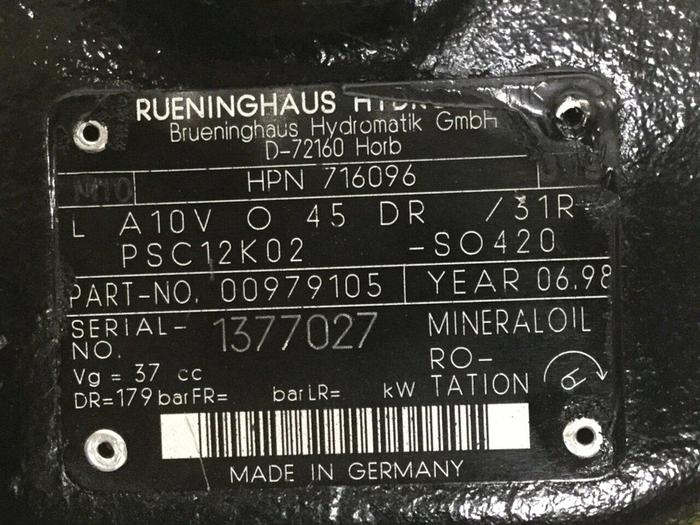 RUENINGHAUS
Brueninghaus Hydromatik GmbH
D-72160 Horb
HPN 716096
L A10V O 45 DR /31R-
PSC12K02 -SO420
PART-NO. 00979105 YEAR 06.98
SERIAL-NO. 1377027 MINERALOIL
Vg = 37 cc RO-
DR=179 bar FR= bar LR= kW TATION R
MADE IN GERMANY